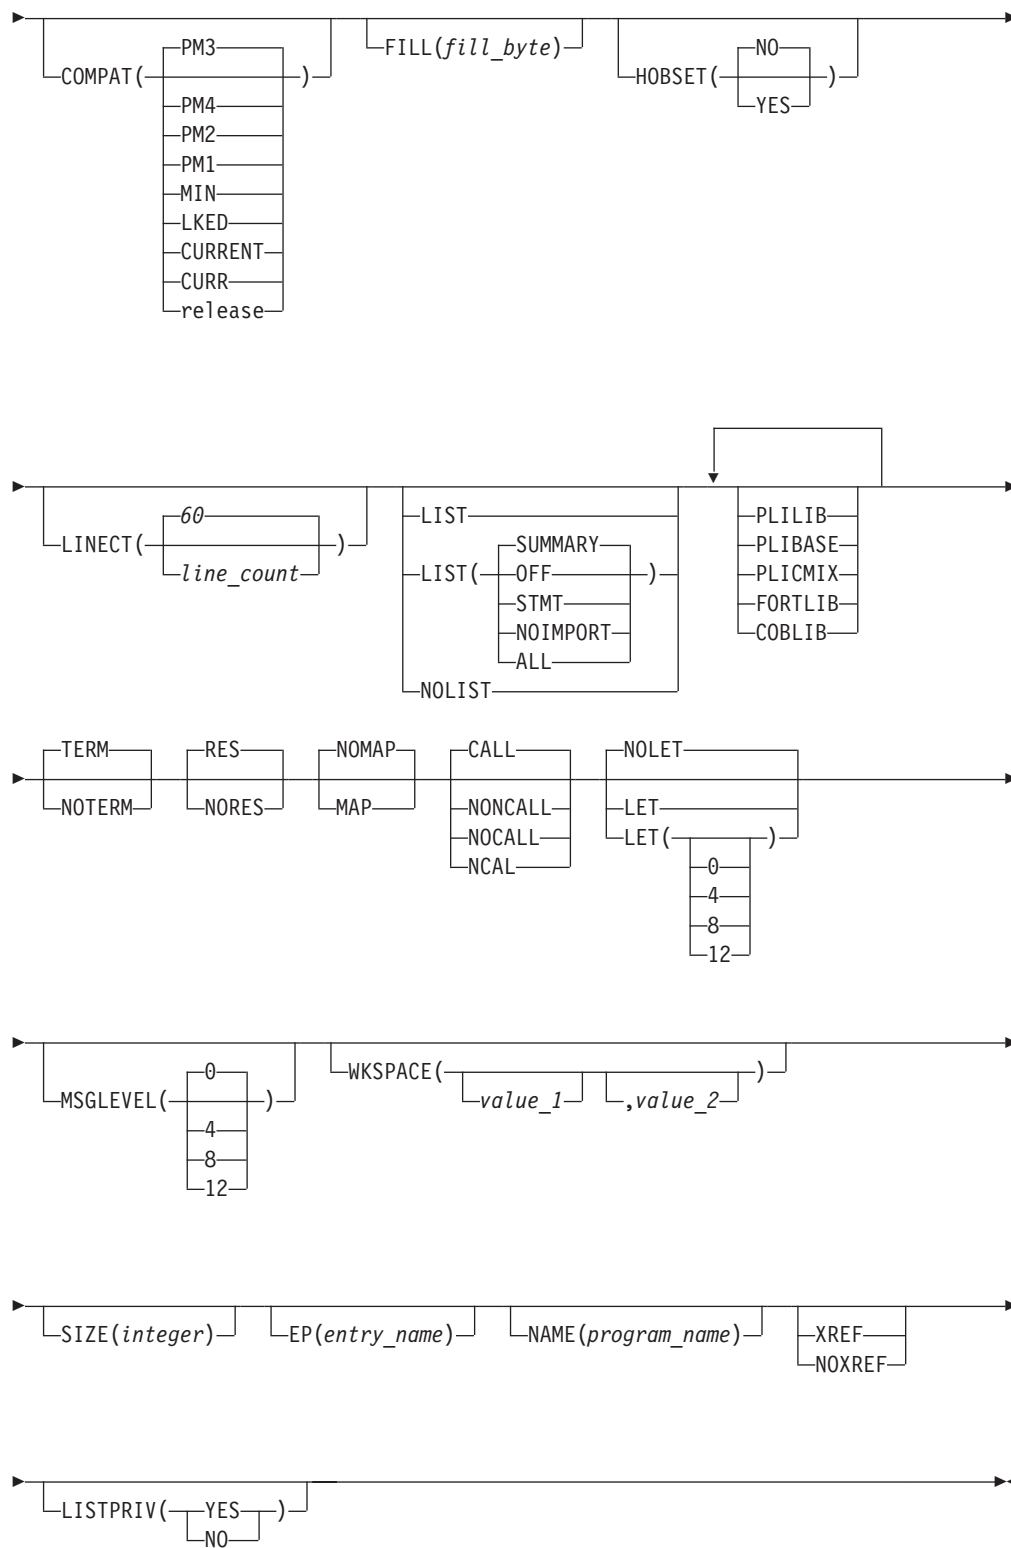 PM3
COMPAT( )
PM4
PM2
PM1
MIN
LKED
CURRENT
CURR
release
FILL(fill_byte)
NO
HOBSET( )
YES
60
LINECT( )
line_count
LIST
SUMMARY
LIST( OFF )
STMT
NOIMPORT
ALL
NOLIST
PLILIB
PLIBASE
PLICMIX
FORTLIB
COBLIB
TERM
NOTERM
RES
NORES
NOMAP
MAP
CALL
NONCALL
NOCALL
NCAL
NOLET
LET
LET( )
0
4
8
12
0
MSGLEVEL( )
4
8
12
WKSPACE( )
value_1 ,value_2
SIZE(integer)
EP(entry_name)
NAME(program_name)
XREF
NOXREF
LISTPRIV( YES )
NO